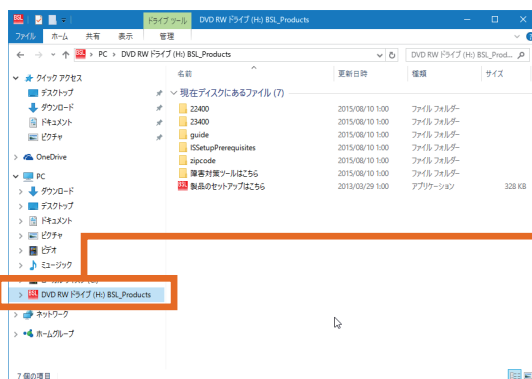 BSL
ドライブ ツール
DVD RW ドライブ (H:) BSL_Products
ファイル
ホーム
共有
表示
管理
BSL > PC > DVD RW ドライブ (H:) BSL_Products
DVD RW ドライブ (H:) BSL_Prod...
名前
更新日時
種類
サイズ
クイック アクセス
デスクトップ
ダウンロード
ドキュメント
ピクチャ
OneDrive
PC
ダウンロード
デスクトップ
ドキュメント
ピクチャ
ビデオ
ミュージック
DVD RW ドライブ (H:) BSL_Products
ネットワーク
ホームグループ
現在ディスクにあるファイル (7)
22400 2015/08/10 1:00 ファイル フォルダー
23400 2015/08/10 1:00 ファイル フォルダー
guide 2015/08/10 1:00 ファイル フォルダー
ISSetupPrerequisites 2015/08/10 1:00 ファイル フォルダー
zipcode 2015/08/10 1:00 ファイル フォルダー
障害対策ツールはこちら 2015/08/10 1:00 ファイル フォルダー
BSL 製品のセットアップはこちら 2013/03/29 1:00 アプリケーション 328 KB
7 個の項目